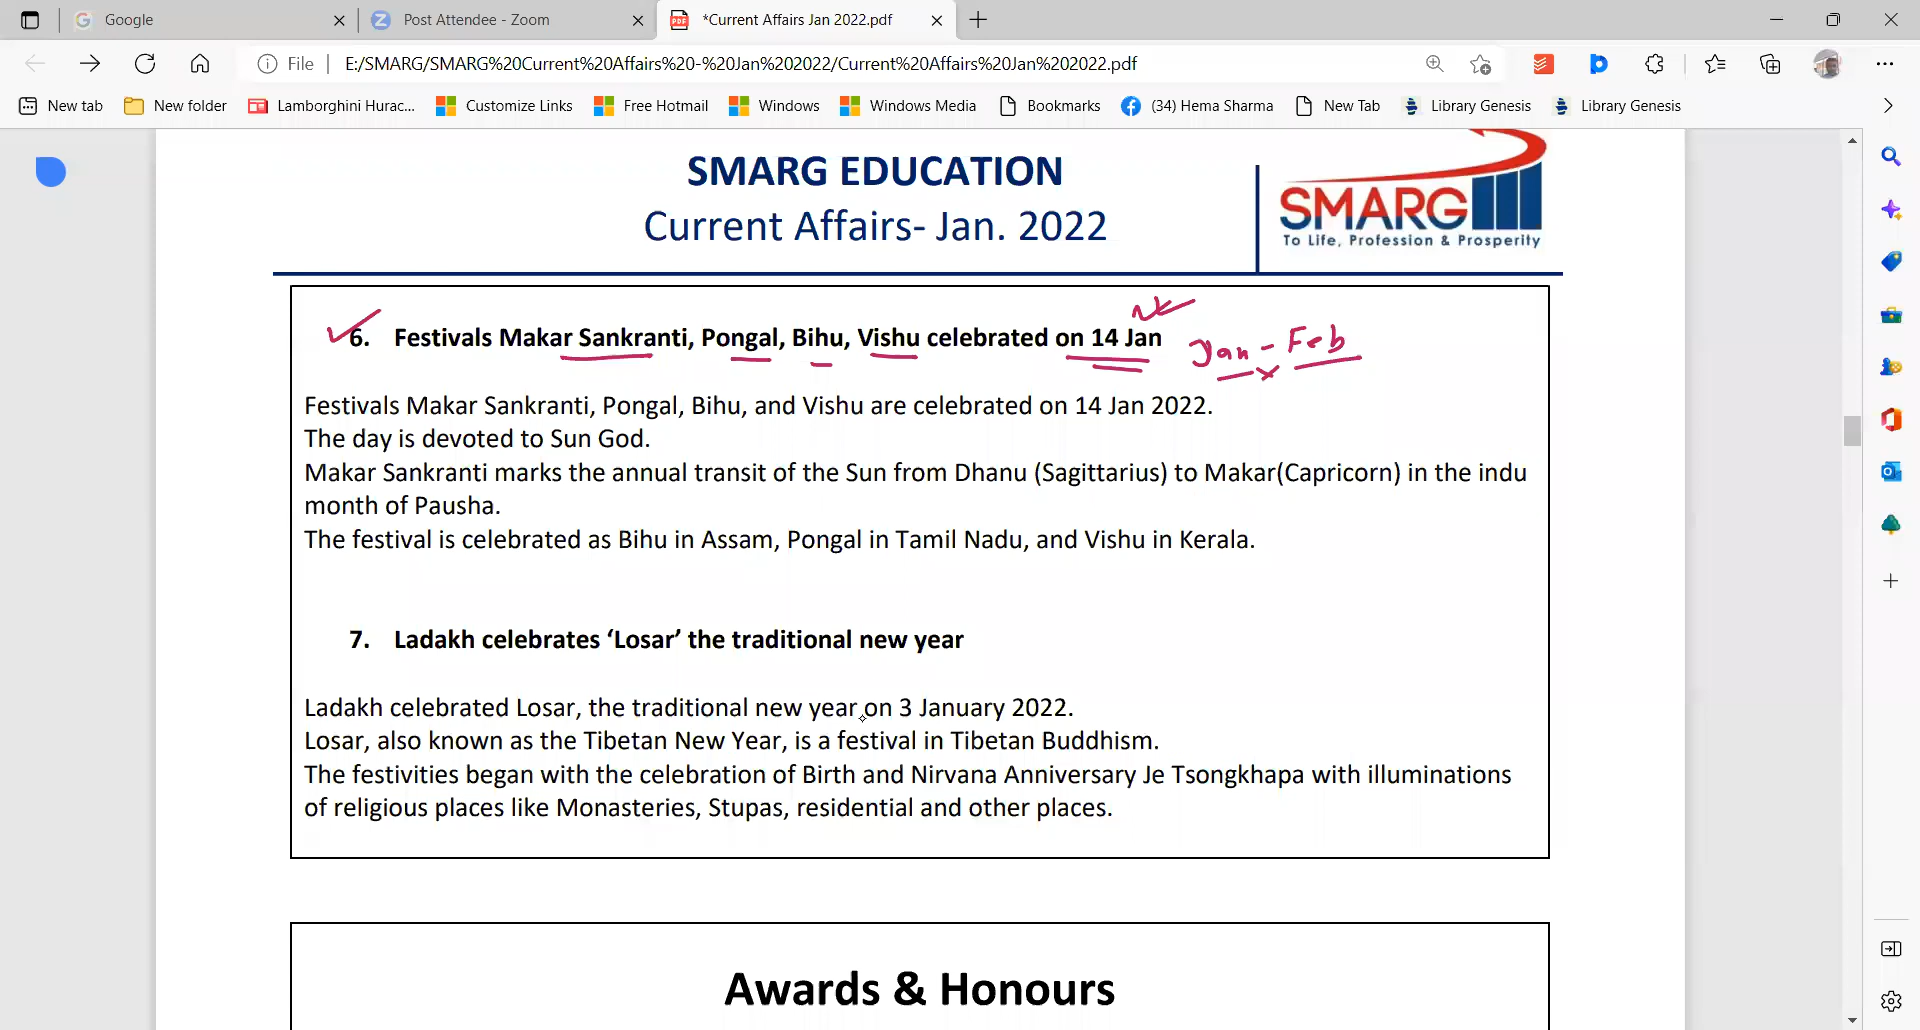 Google
Post Attendee - Zoom
*Current Affairs Jan 2022.pdf
File
E:/SMARG/SMARG%20Current%20Affairs%20-%20Jan%202022/Current%20Affairs%20Jan%202022.pdf
New tab
New folder
Lamborghini Hurac...
Customize Links
Free Hotmail
Windows
Windows Media
Bookmarks
(34) Hema Sharma
New Tab
Library Genesis
Library Genesis
SMARG EDUCATION
Current Affairs- Jan. 2022
SMARG
To Life, Profession & Prosperity
6. Festivals Makar Sankranti, Pongal, Bihu, Vishu celebrated on 14 Jan
Jan - Feb
Festivals Makar Sankranti, Pongal, Bihu, and Vishu are celebrated on 14 Jan 2022.
The day is devoted to Sun God.
Makar Sankranti marks the annual transit of the Sun from Dhanu (Sagittarius) to Makar(Capricorn) in the indu
month of Pausha.
The festival is celebrated as Bihu in Assam, Pongal in Tamil Nadu, and Vishu in Kerala.
7. Ladakh celebrates ‘Losar’ the traditional new year
Ladakh celebrated Losar, the traditional new year on 3 January 2022.
Losar, also known as the Tibetan New Year, is a festival in Tibetan Buddhism.
The festivities began with the celebration of Birth and Nirvana Anniversary Je Tsongkhapa with illuminations
of religious places like Monasteries, Stupas, residential and other places.
Awards & Honours